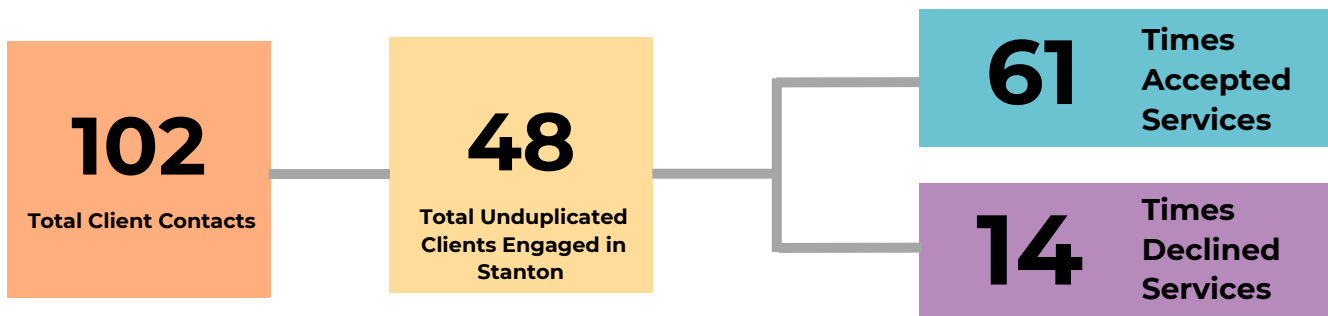 102
Total Client Contacts
48
Total Unduplicated
Clients Engaged in
Stanton
61
Times
Accepted
Services
14
Times
Declined
Services